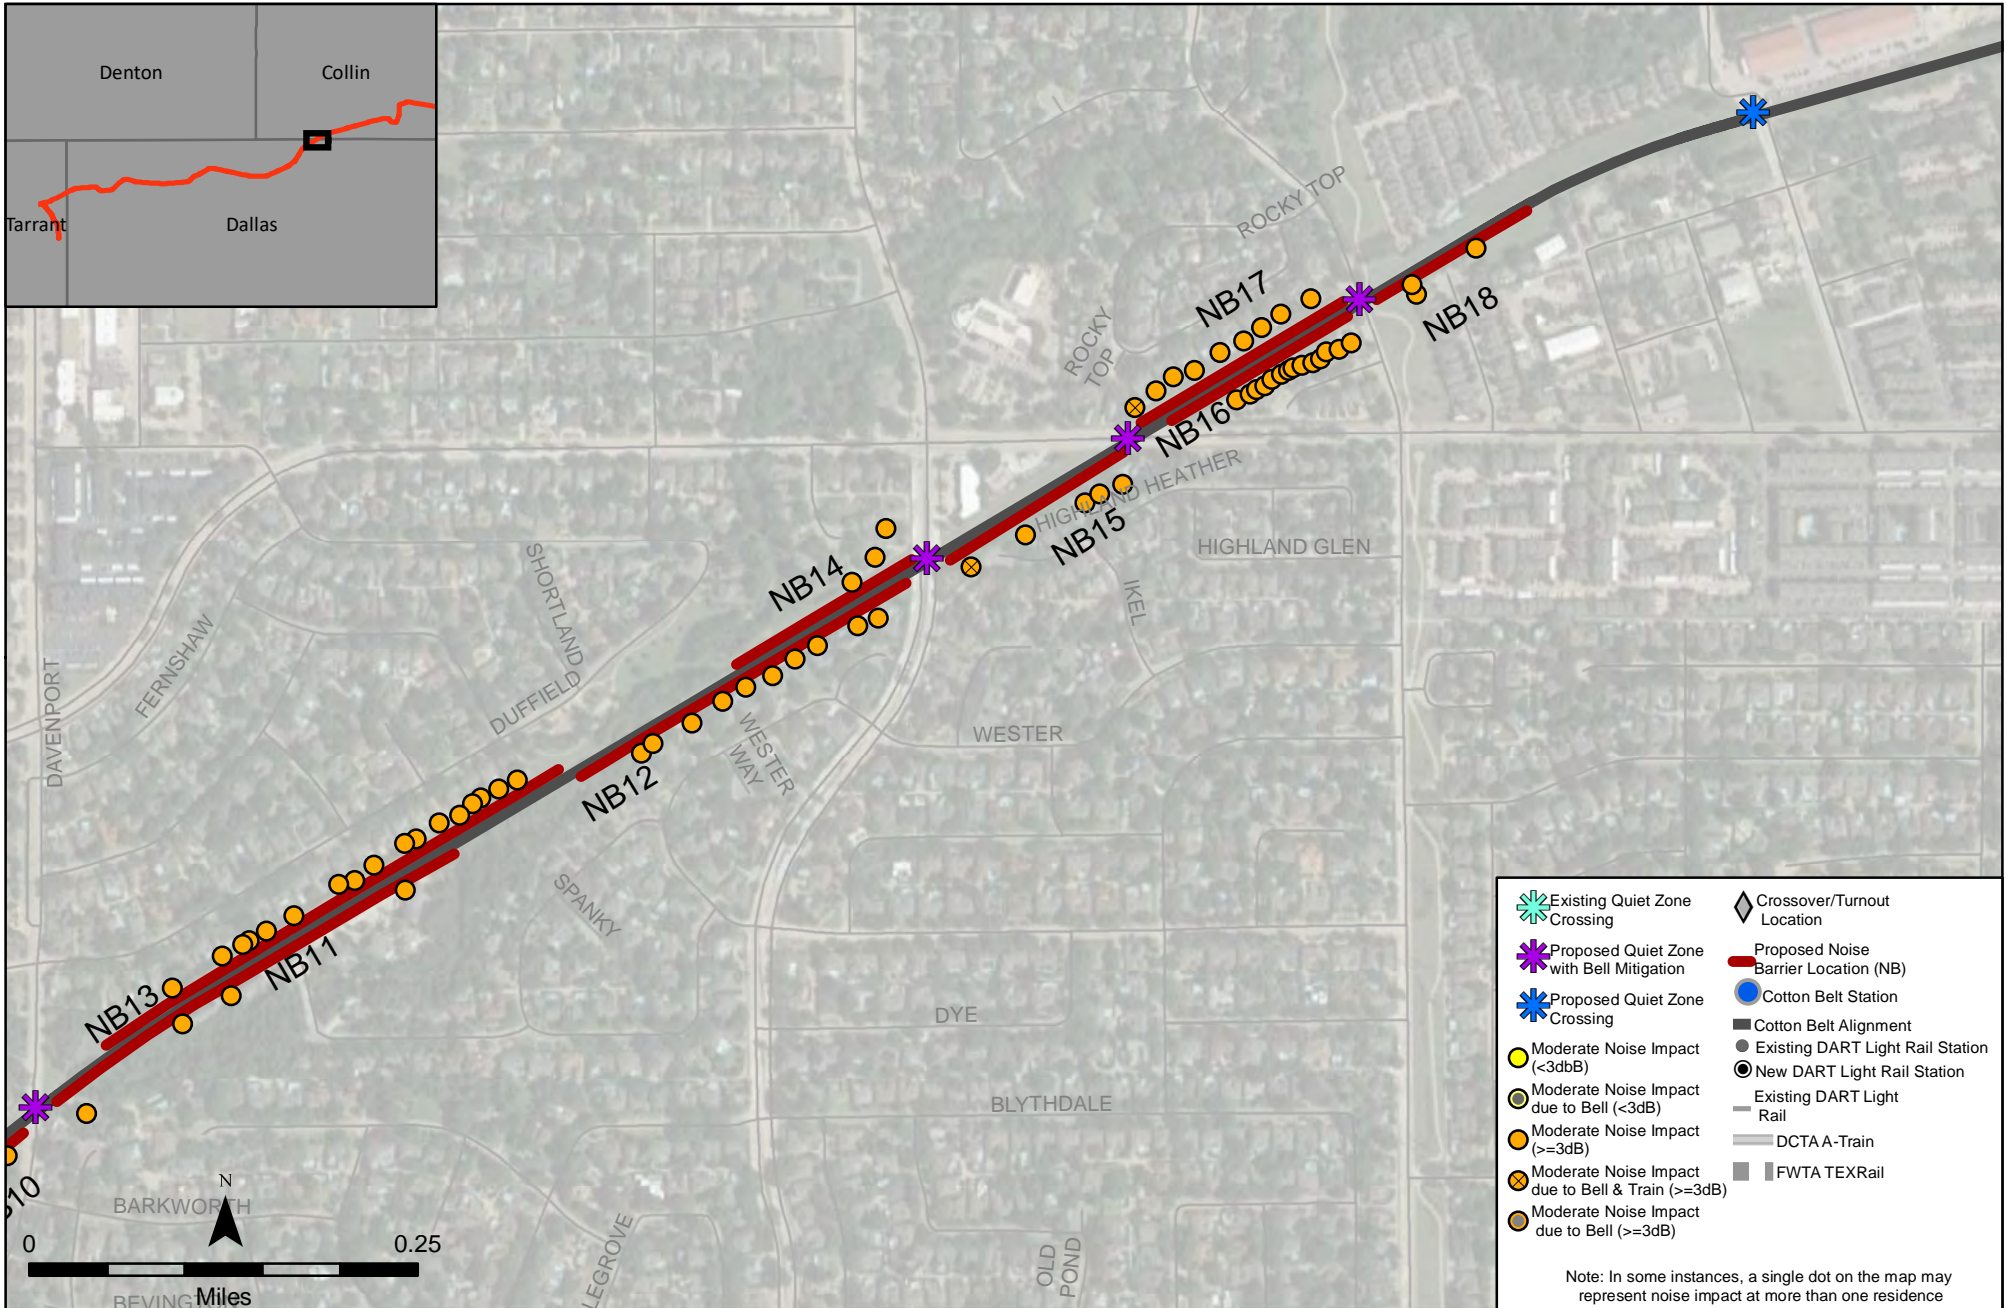 Denton
Collin
Tarrant
Dallas
ROCKY TOP
NB17
NB18
ROCKY
TOP
NB16
HIGHLAND HEATHER
NB15
HIGHLAND GLEN
IKEL
NB14
SHORTLAND
FERNSHAW
DAVENPORT
DUFFIELD
WESTER
WESTER
WAY
NB12
SPANKY
NB11
NB13
DYE
BLYTHDALE
BARKWORTH
OLD
POND
N
0
0.25
Miles
Existing Quiet Zone
Crossing
Proposed Quiet Zone
with Bell Mitigation
Proposed Quiet Zone
Crossing
Moderate Noise Impact
(<3dbB)
Moderate Noise Impact
due to Bell (<3dB)
Moderate Noise Impact
(>=3dB)
Moderate Noise Impact
due to Bell & Train (>=3dB)
Moderate Noise Impact
due to Bell (>=3dB)
Crossover/Turnout
Location
Proposed Noise
Barrier Location (NB)
Cotton Belt Station
Cotton Belt Alignment
Existing DART Light Rail Station
New DART Light Rail Station
Existing DART Light
Rail
DCTA A-Train
FWTA TEXRail
Note: In some instances, a single dot on the map may
represent noise impact at more than one residence